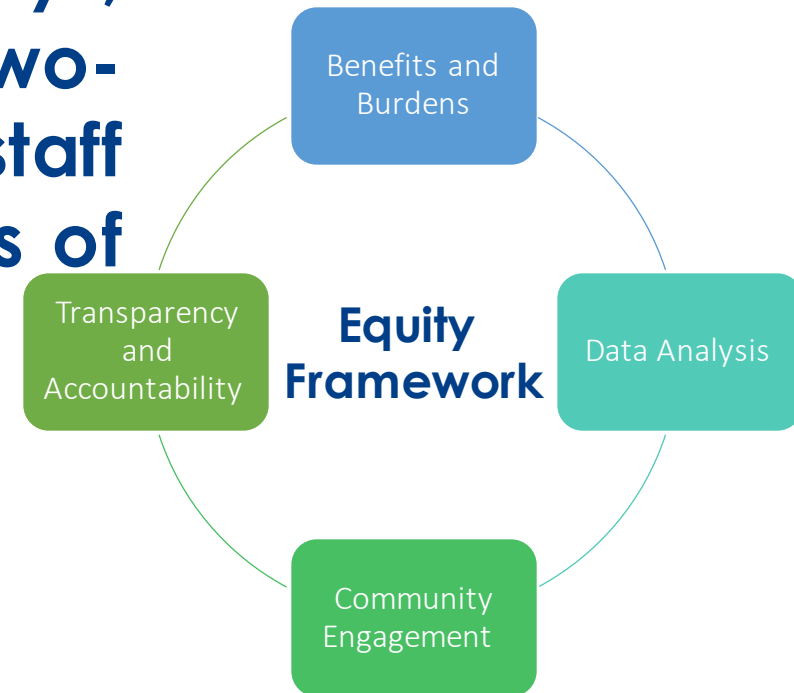 wo-
staff
s of
Benefits and
Burdens
Transparency
and
Accountability
Equity
Framework
Data Analysis
Community
Engagement